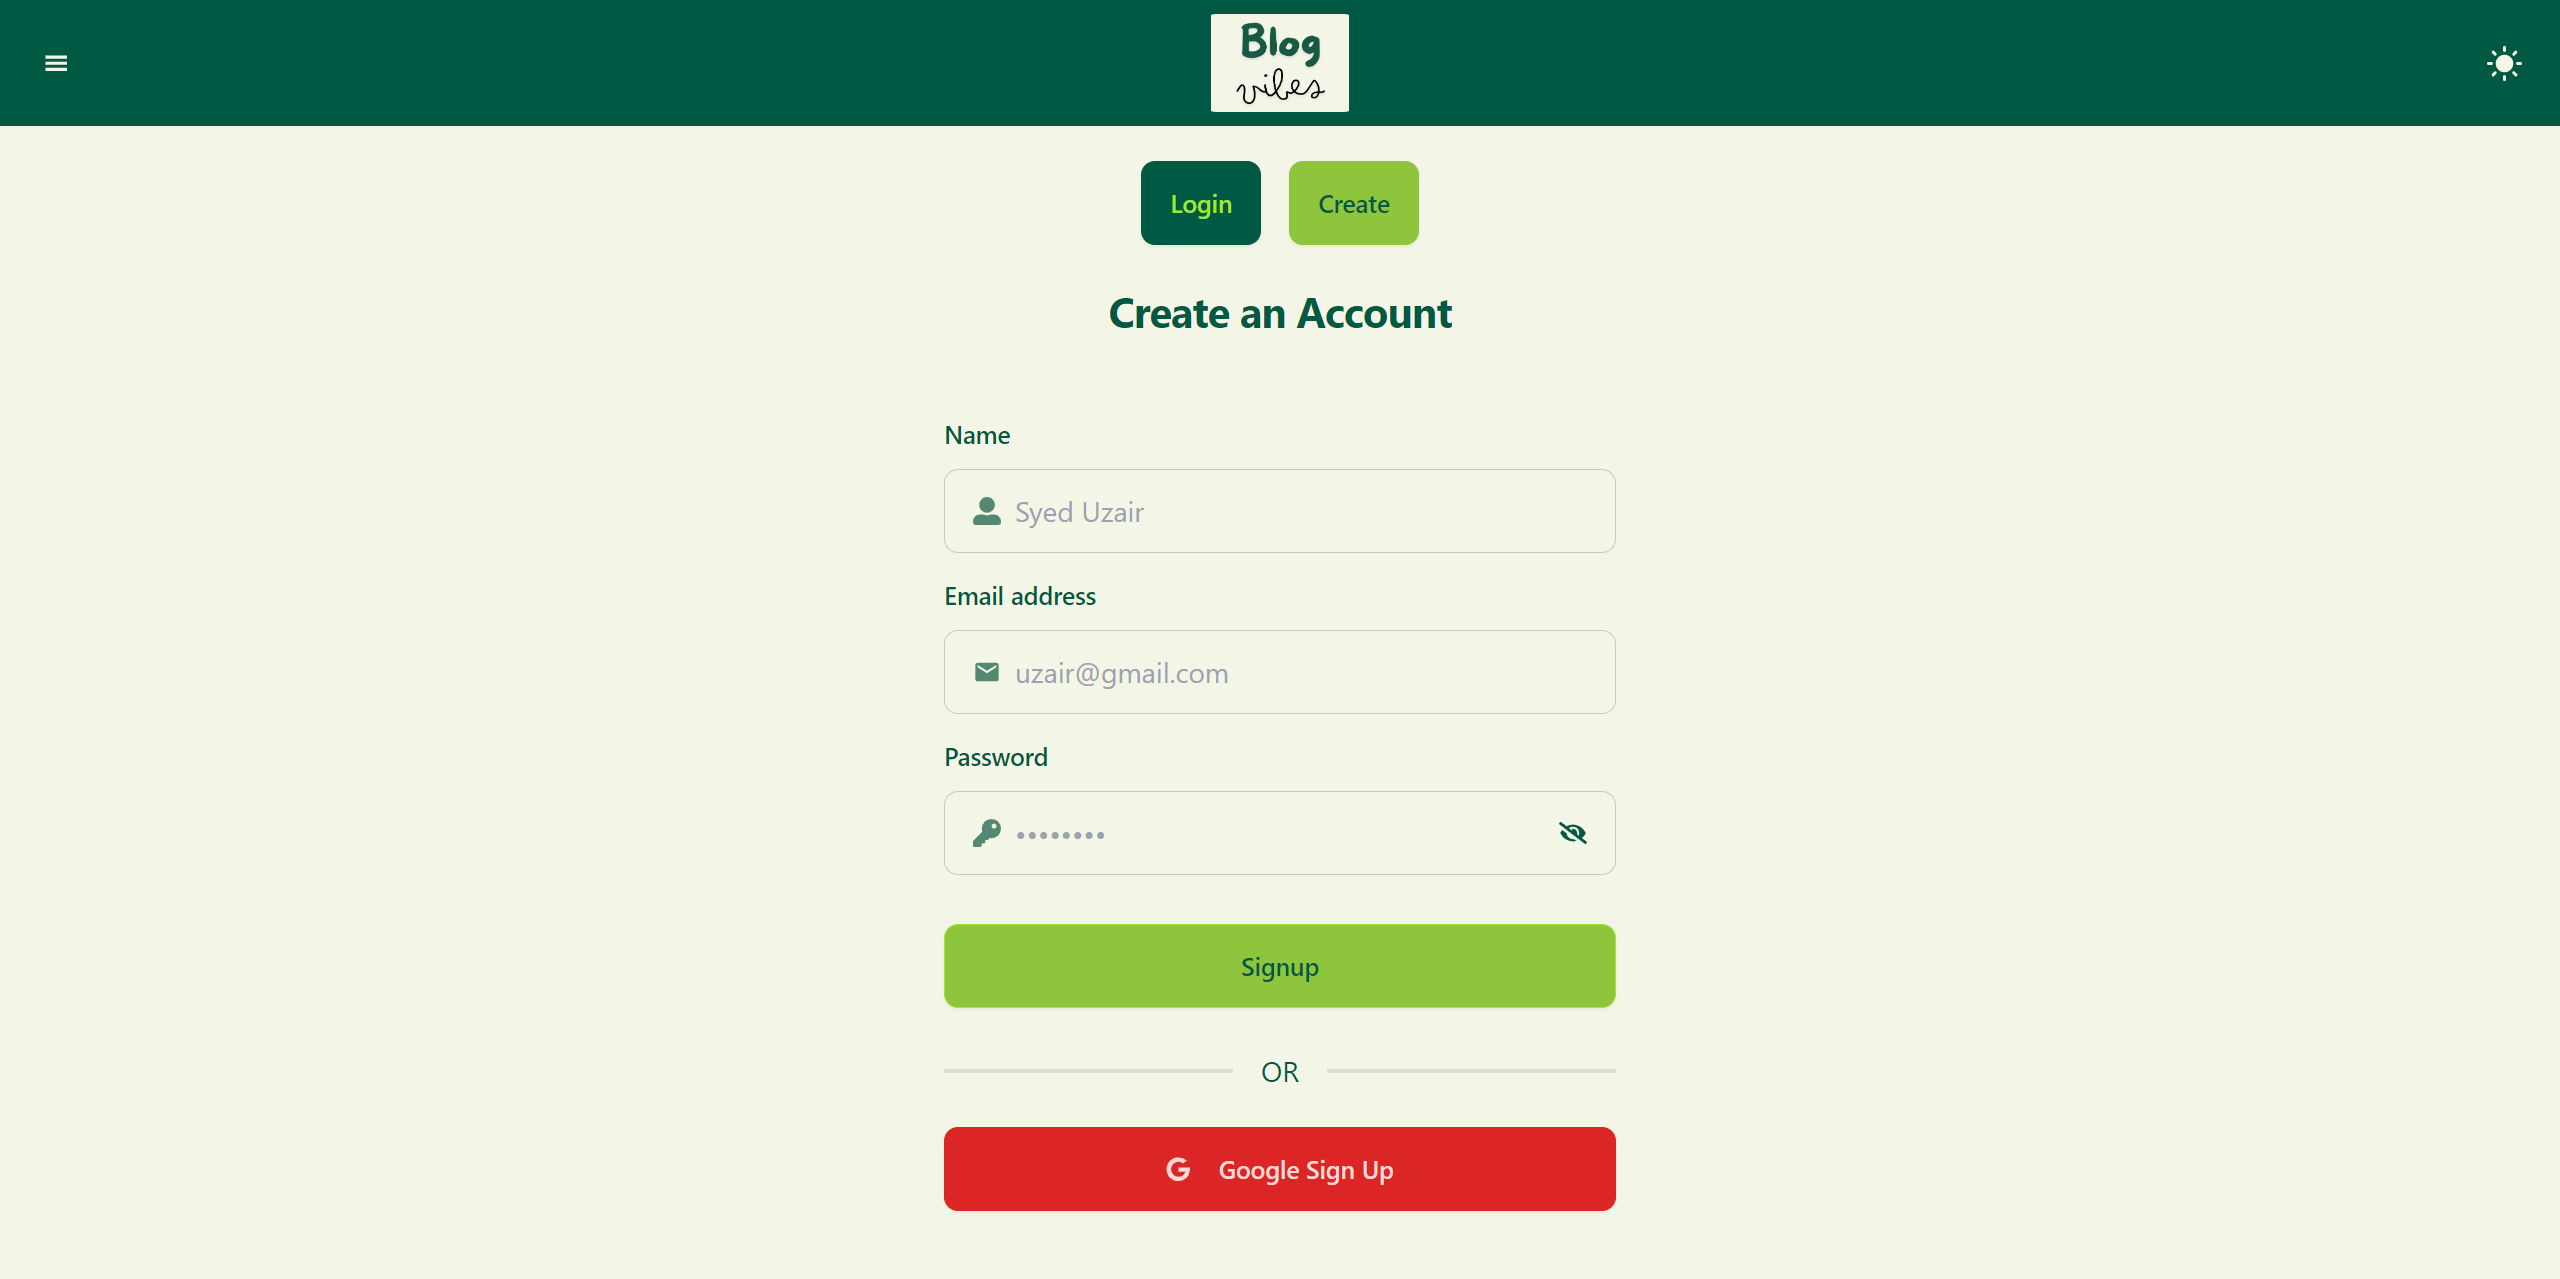 Blog
vibes
Login
Create
Create an Account
Name
Syed Uzair
Email address
uzair@gmail.com
Password
••••••••
Signup
OR
G Google Sign Up